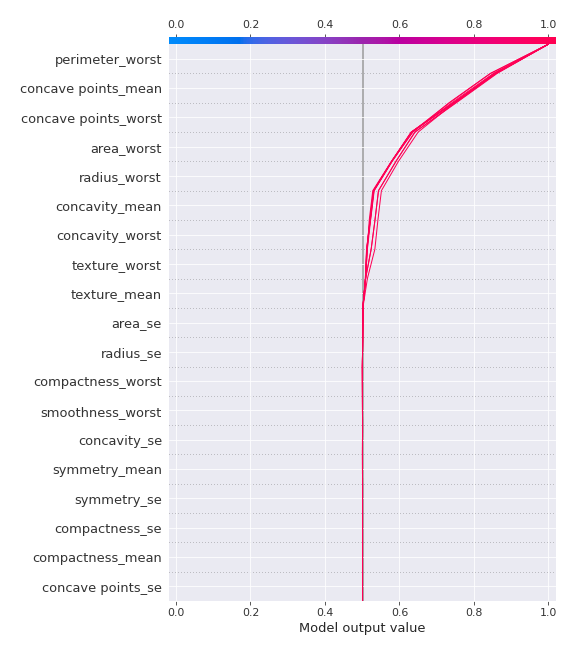 0.0 0.2 0.4 0.6 0.8 1.0
perimeter_worst
concave points_mean
concave points_worst
area_worst
radius_worst
concavity_mean
concavity_worst
texture_worst
texture_mean
area_se
radius_se
compactness_worst
smoothness_worst
concavity_se
symmetry_mean
symmetry_se
compactness_se
compactness_mean
concave points_se
0.0 0.2 0.4 0.6 0.8 1.0
Model output value